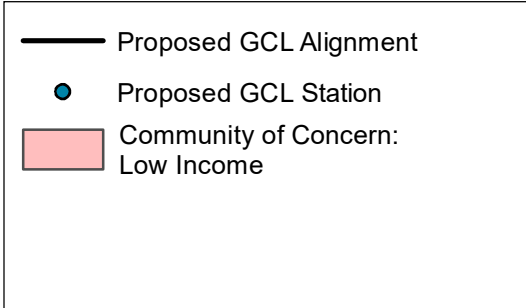 Proposed GCL Alignment
Proposed GCL Station
Community of Concern:
Low Income